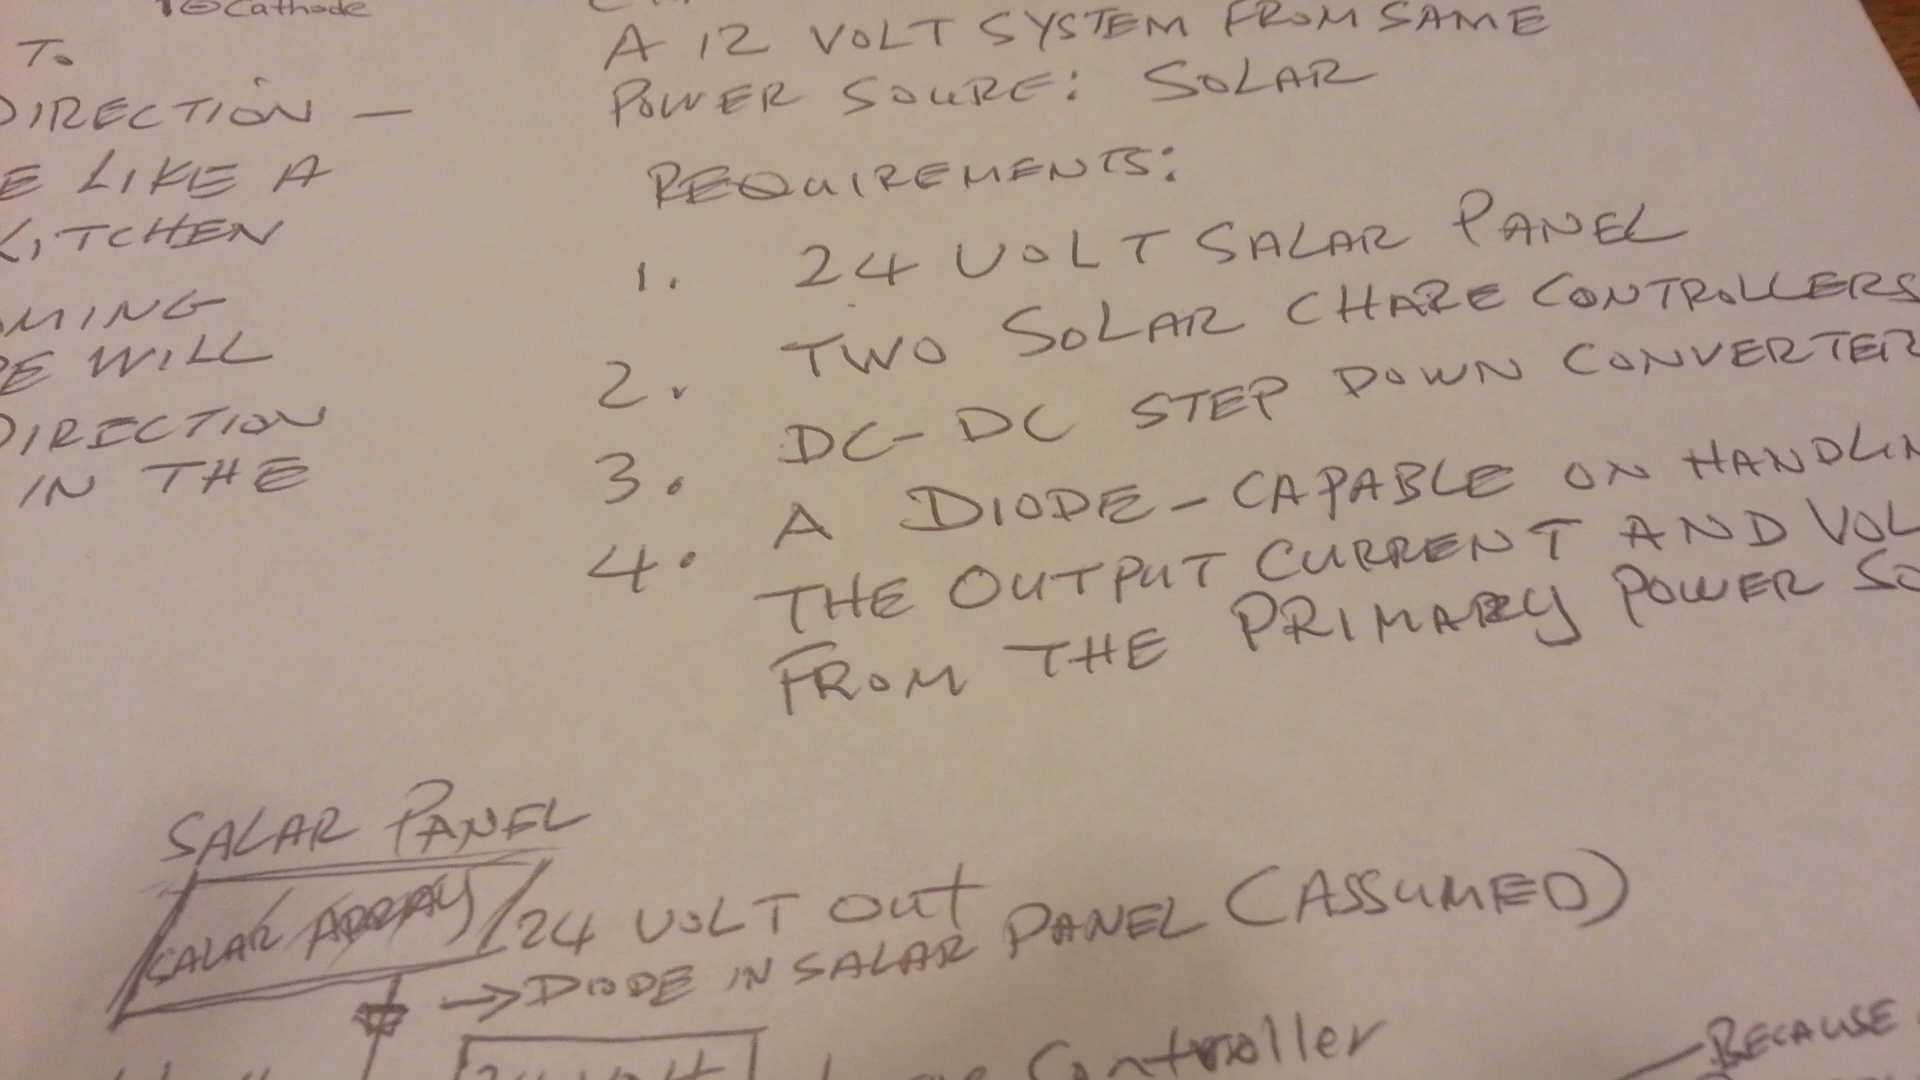 ⊖Cathode
TO
DIRECTION —
E LIKE A
KITCHEN
MING
E WILL
DIRECTION
IN THE
A 12 VOLT SYSTEM FROM SAME
POWER SOURE: SOLAR
REQUIREMENTS:
1. 24 VOLT SALAR PANEL
2. TWO SOLAR CHARE CONTROLLERS
3. DC-DC STEP DOWN CONVERTER
4. A DIODE-CAPABLE ON HANDLIN
THE OUTPUT CURRENT AND VOL
FROM THE PRIMARY POWER SO
SALAR PANEL
SALAR ARRAY
24 VOLT OUT
→ DIODE IN SALAR PANEL (ASSUMED)
Controller
BECAUSE